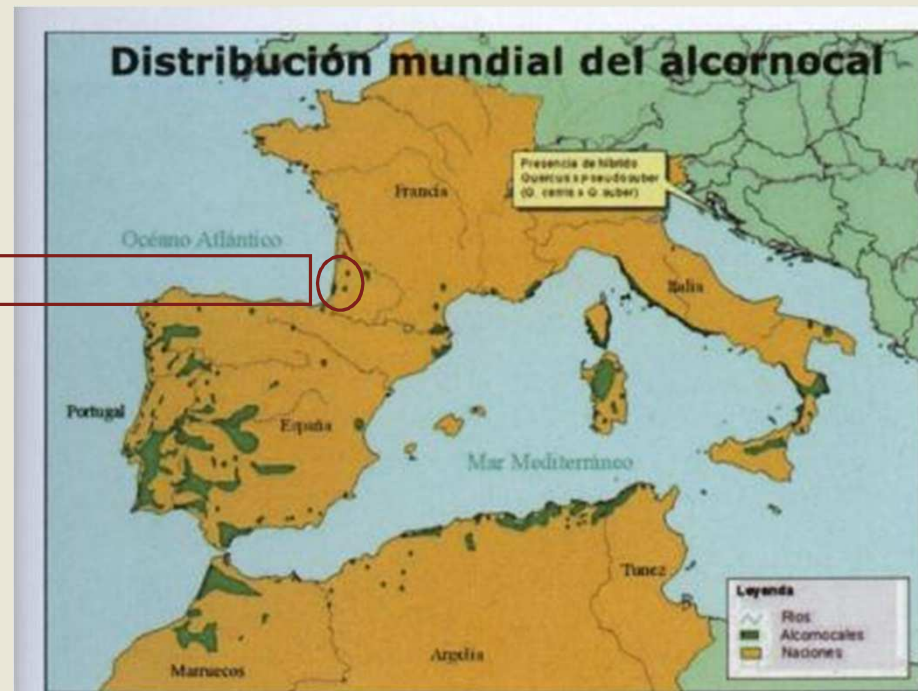 Distribución mundial del alcornocal
Presencia de híbrido
Quercus x pseudosuber
(Q. cerris x Q. suber)
Francia
Océano Atlántico
Italia
Portugal
España
Mar Mediterráneo
Tunez
Leyenda
Rios
Alcornocales
Naciones
Argelia
Marruecos